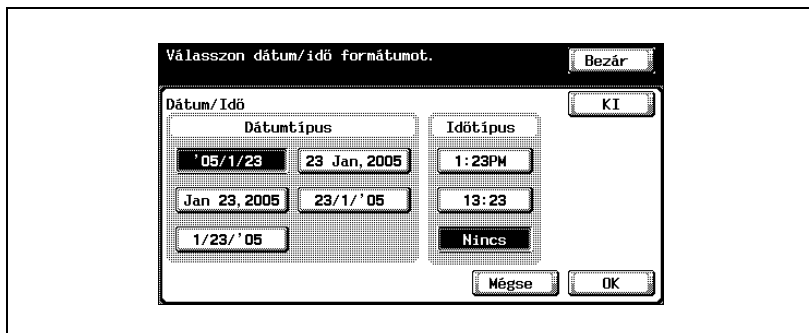 Válasszon dátum/idő formátumot.
Bezár
Dátum/Idő
KI
Dátumtípus
Időtípus
'05/1/23
23 Jan,2005
1:23PM
Jan 23,2005
23/1/'05
13:23
1/23/'05
Nincs
Mégse
OK